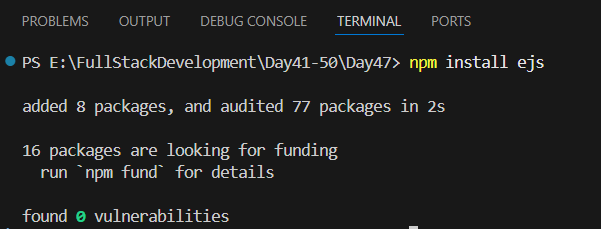 PROBLEMS OUTPUT DEBUG CONSOLE TERMINAL PORTS
PS E:\FullStackDevelopment\Day41-50\Day47> npm install ejs
added 8 packages, and audited 77 packages in 2s
16 packages are looking for funding
  run `npm fund` for details
found 0 vulnerabilities